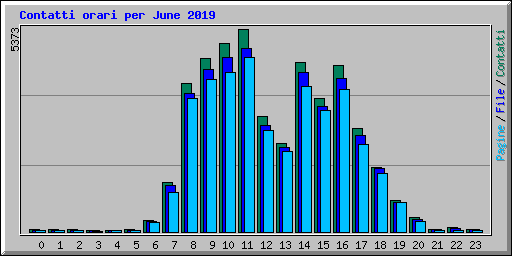 Contatti orari per June 2019
5373
Pagine / File / Contatti
0 1 2 3 4 5 6 7 8 9 10 11 12 13 14 15 16 17 18 19 20 21 22 23